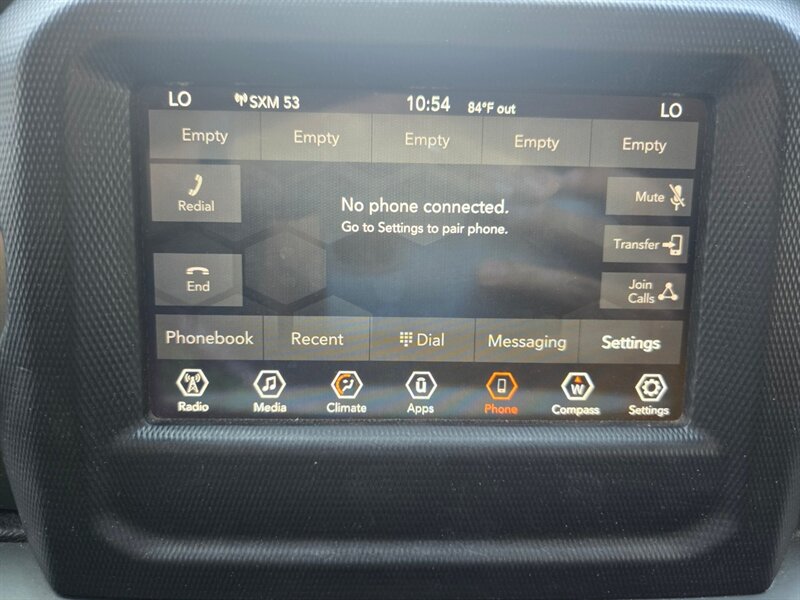 LO SXM 53 10:54 84°F out LO
Empty Empty Empty Empty Empty
Redial
No phone connected.
Go to Settings to pair phone.
Mute
Transfer
End
Join
Calls
Phonebook Recent Dial Messaging Settings
W
Radio Media Climate Apps Phone Compass Settings